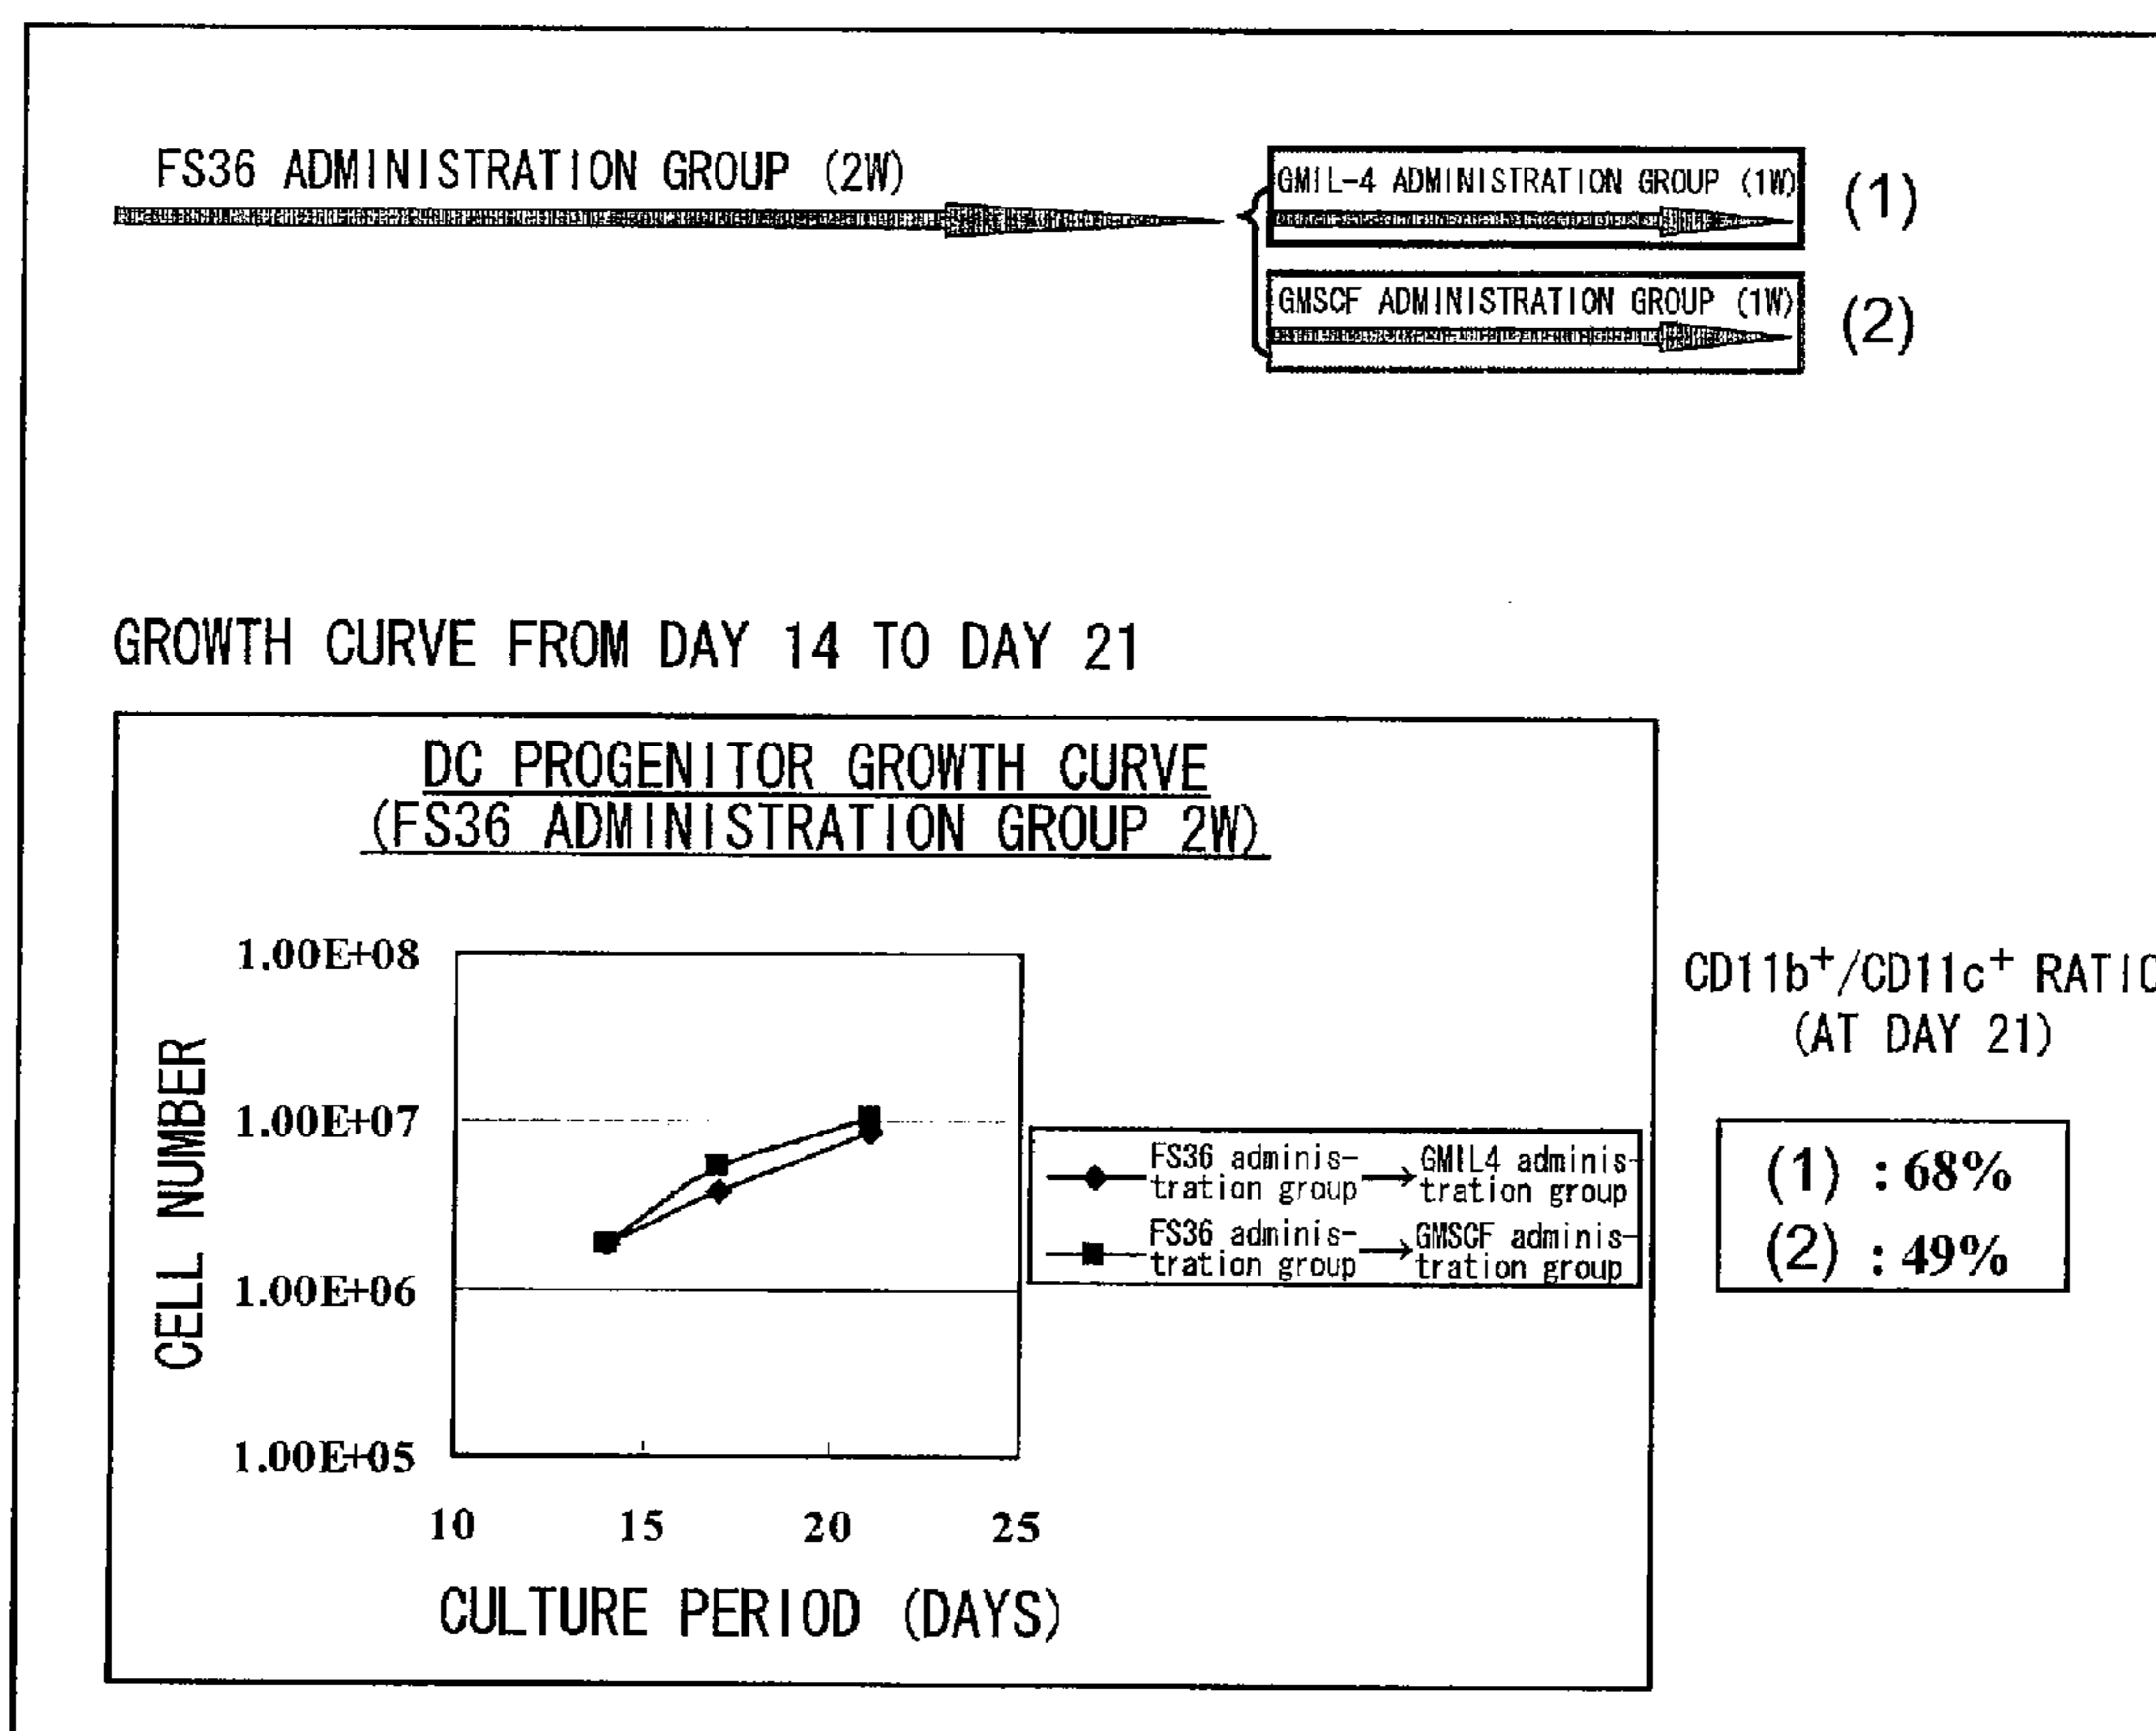 FS36 ADMINISTRATION GROUP (2W)
GMIL-4 ADMINISTRATION GROUP (1W)
(1)
GMSCF ADMINISTRATION GROUP (1W)
(2)
GROWTH CURVE FROM DAY 14 TO DAY 21
DC PROGENITOR GROWTH CURVE
(FS36 ADMINISTRATION GROUP 2W)
CELL NUMBER
1.00E+08
1.00E+07
1.00E+06
1.00E+05
10 15 20 25
CULTURE PERIOD (DAYS)
FS36 adminis- → GMIL4 adminis-
tration group tration group
FS36 adminis- → GMSCF adminis-
tration group tration group
CD11b⁺/CD11c⁺ RATIO
(AT DAY 21)
(1) : 68%
(2) : 49%